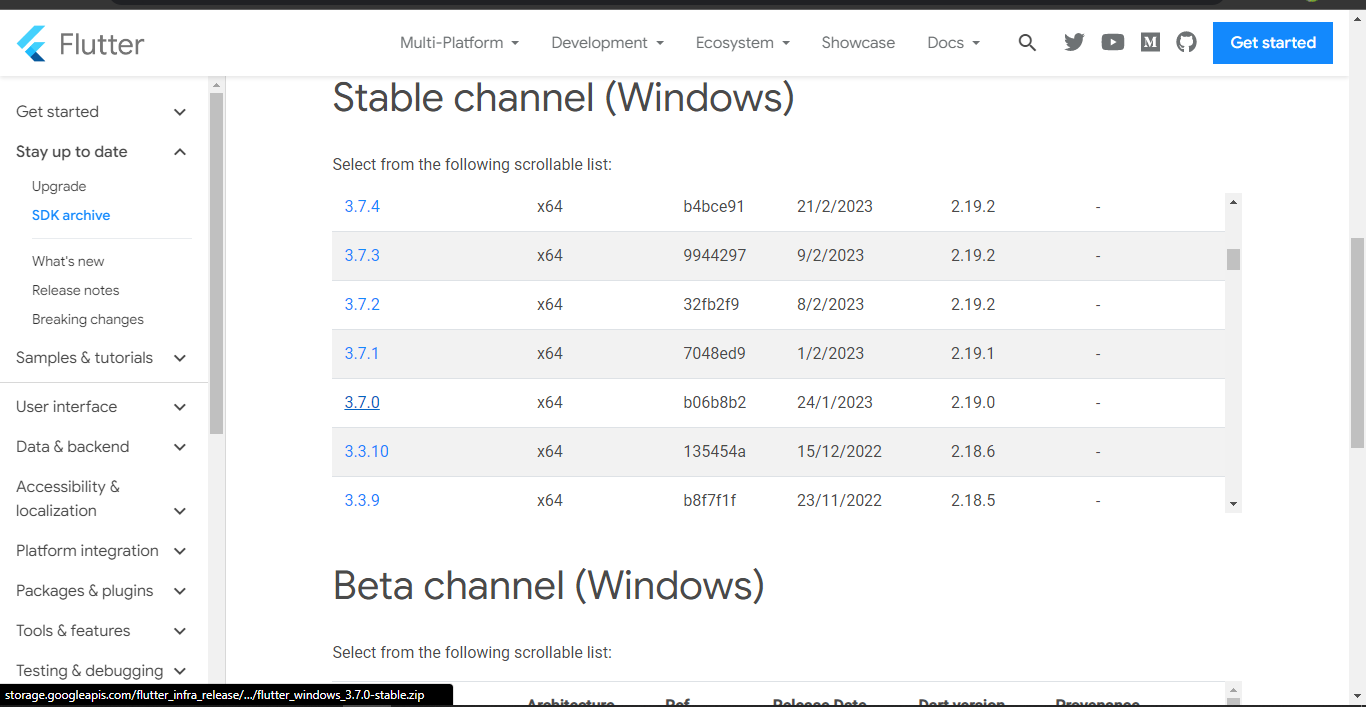 Flutter
Multi-Platform Development Ecosystem Showcase Docs Get started
Get started
Stay up to date
Upgrade
SDK archive
What's new
Release notes
Breaking changes
Samples & tutorials
User interface
Data & backend
Accessibility &
localization
Platform integration
Packages & plugins
Tools & features
Testing & debugging
Stable channel (Windows)
Select from the following scrollable list:
3.7.4 x64 b4bce91 21/2/2023 2.19.2 -
3.7.3 x64 9944297 9/2/2023 2.19.2 -
3.7.2 x64 32fb2f9 8/2/2023 2.19.2 -
3.7.1 x64 7048ed9 1/2/2023 2.19.1 -
3.7.0 x64 b06b8b2 24/1/2023 2.19.0 -
3.3.10 x64 135454a 15/12/2022 2.18.6 -
3.3.9 x64 b8f7f1f 23/11/2022 2.18.5 -
Beta channel (Windows)
Select from the following scrollable list:
Architecture Ref Release Date Dart version Provenance
storage.googleapis.com/flutter_infra_release/.../flutter_windows_3.7.0-stable.zip